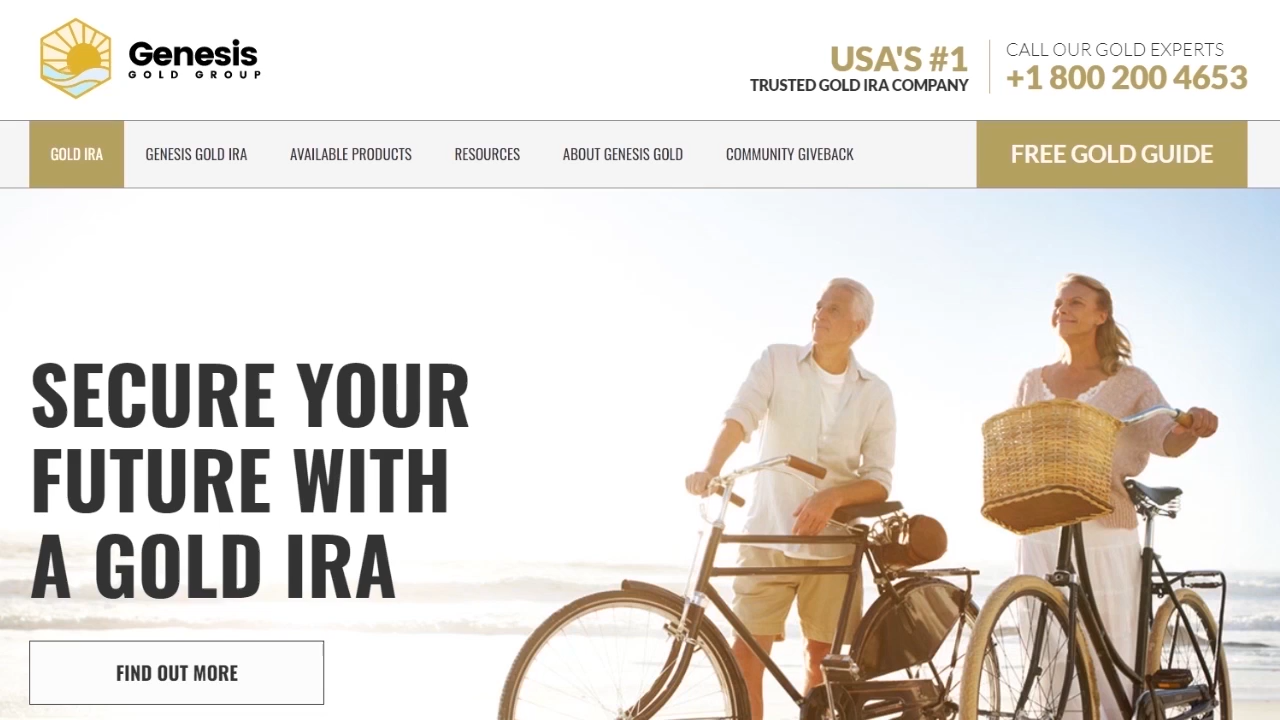 Genesis
GOLD GROUP
USA'S #1
TRUSTED GOLD IRA COMPANY
CALL OUR GOLD EXPERTS
+1 800 200 4653
GOLD IRA
GENESIS GOLD IRA
AVAILABLE PRODUCTS
RESOURCES
ABOUT GENESIS GOLD
COMMUNITY GIVEBACK
FREE GOLD GUIDE
SECURE YOUR
FUTURE WITH
A GOLD IRA
FIND OUT MORE